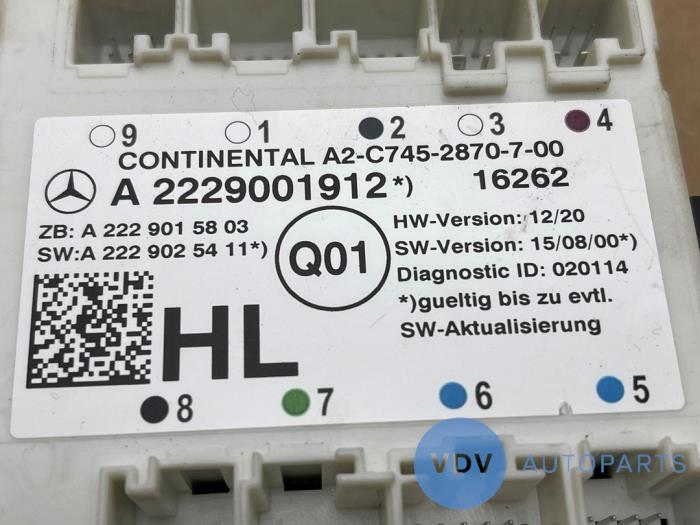 9 1 2 3 4
CONTINENTAL A2-C745-2870-7-00
A 2229001912*) 16262
ZB: A 222 901 58 03
SW:A 222 902 54 11*)
Q01
HW-Version: 12/20
SW-Version: 15/08/00*)
Diagnostic ID: 020114
*)gueltig bis zu evtl.
SW-Aktualisierung
HL
8 7 6 5
VDV AUTOPARTS